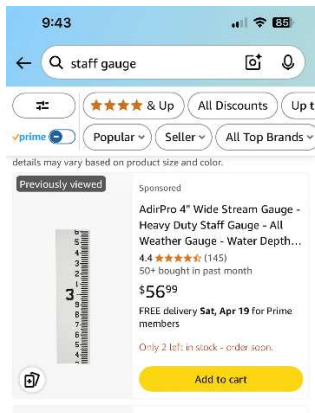 9:43
85
staff gauge
& Up
All Discounts
Up t
prime
Popular
Seller
All Top Brands
details may vary based on product size and color.
Previously viewed
Sponsored
AdirPro 4" Wide Stream Gauge -
Heavy Duty Staff Gauge - All
Weather Gauge - Water Depth...
4.4 (145)
50+ bought in past month
$56 99
FREE delivery Sat, Apr 19 for Prime
members
Only 2 left in stock - order soon.
Add to cart
3